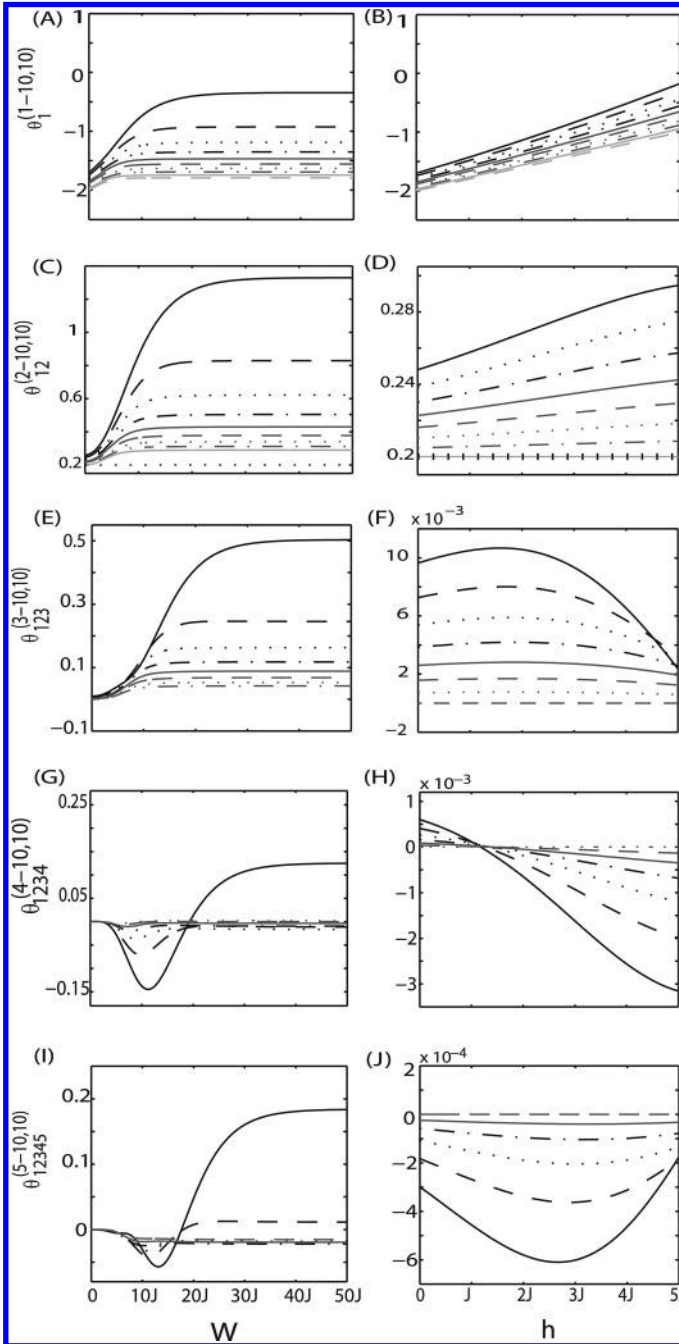 (A)
1
0
−1
−2
θ1(1−10,10)
(B)
1
0
−1
−2
(C)
1
0.6
0.2
θ12(2−10,10)
(D)
0.28
0.24
0.2
(E)
0.5
0.3
0.1
−0.1
θ123(3−10,10)
(F)
x 10−3
10
6
2
−2
(G)
0.25
0.05
−0.15
θ1234(4−10,10)
(H)
x 10−3
1
0
−1
−2
−3
(I)
0.2
0.1
0
θ12345(5−10,10)
0 10J 20J 30J 40J 50J
W
(J)
x 10−4
2
0
−2
−4
−6
0 J 2J 3J 4J
h